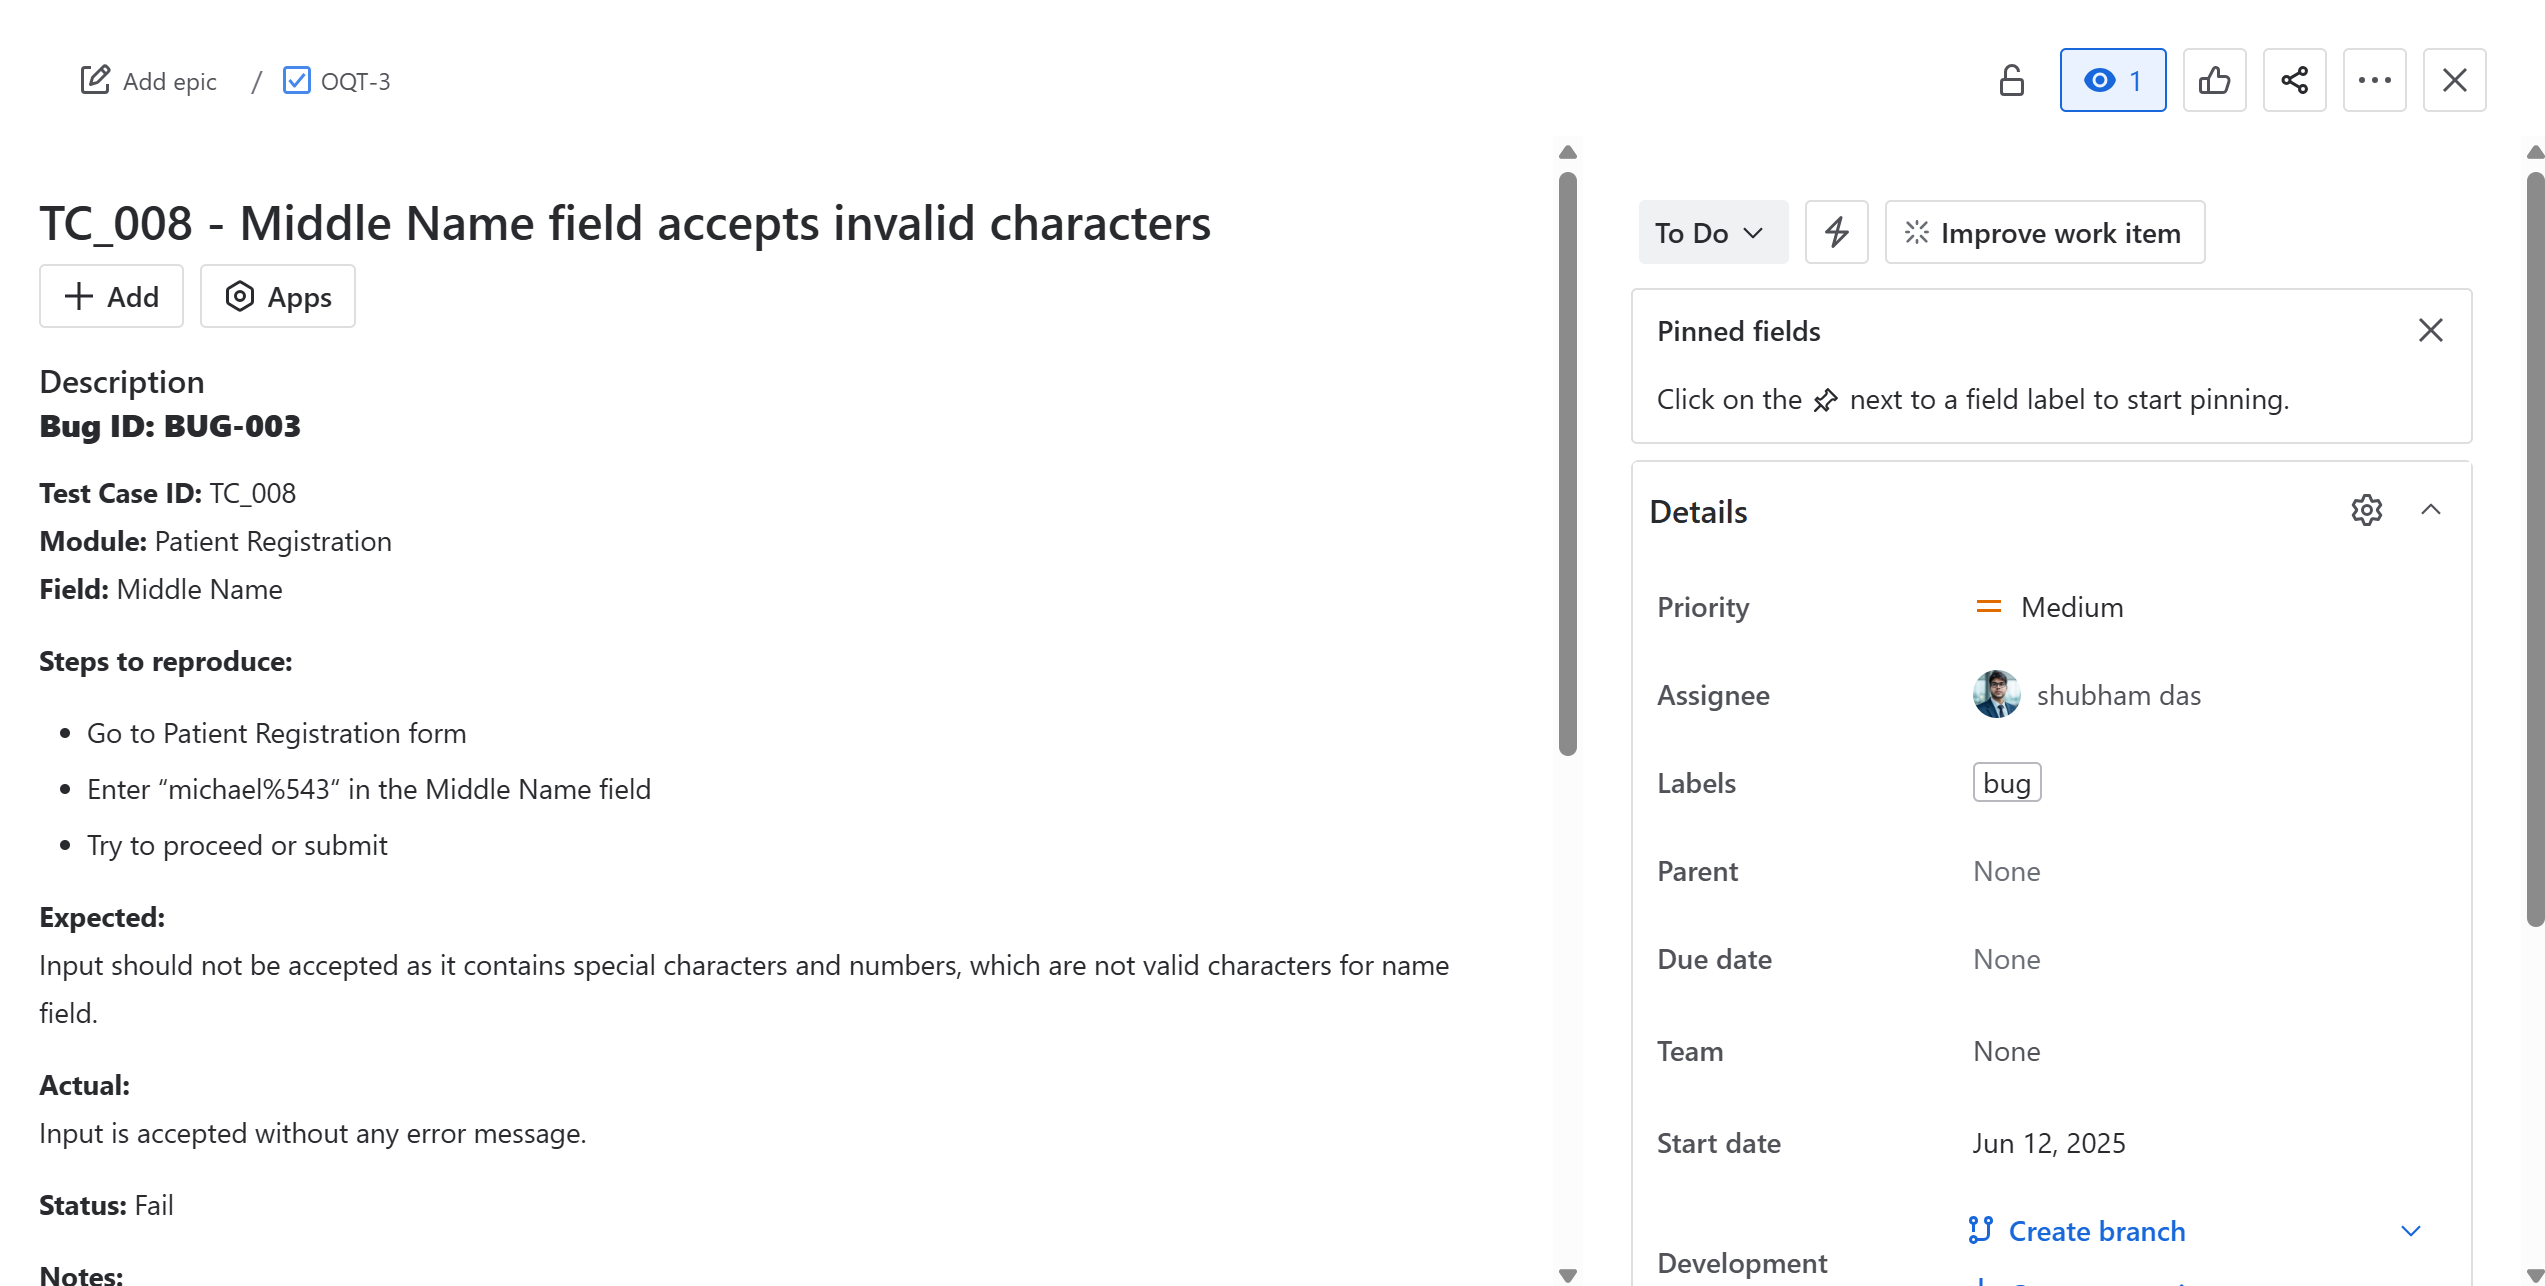 Add epic / OQT-3
1
TC_008 - Middle Name field accepts invalid characters
Add
Apps
Description
Bug ID: BUG-003
Test Case ID: TC_008
Module: Patient Registration
Field: Middle Name
Steps to reproduce:
• Go to Patient Registration form
• Enter “michael%543“ in the Middle Name field
• Try to proceed or submit
Expected:
Input should not be accepted as it contains special characters and numbers, which are not valid characters for name
field.
Actual:
Input is accepted without any error message.
Status: Fail
Notes:
To Do
Improve work item
Pinned fields
Click on the next to a field label to start pinning.
Details
Priority Medium
Assignee shubham das
Labels bug
Parent None
Due date None
Team None
Start date Jun 12, 2025
Development Create branch